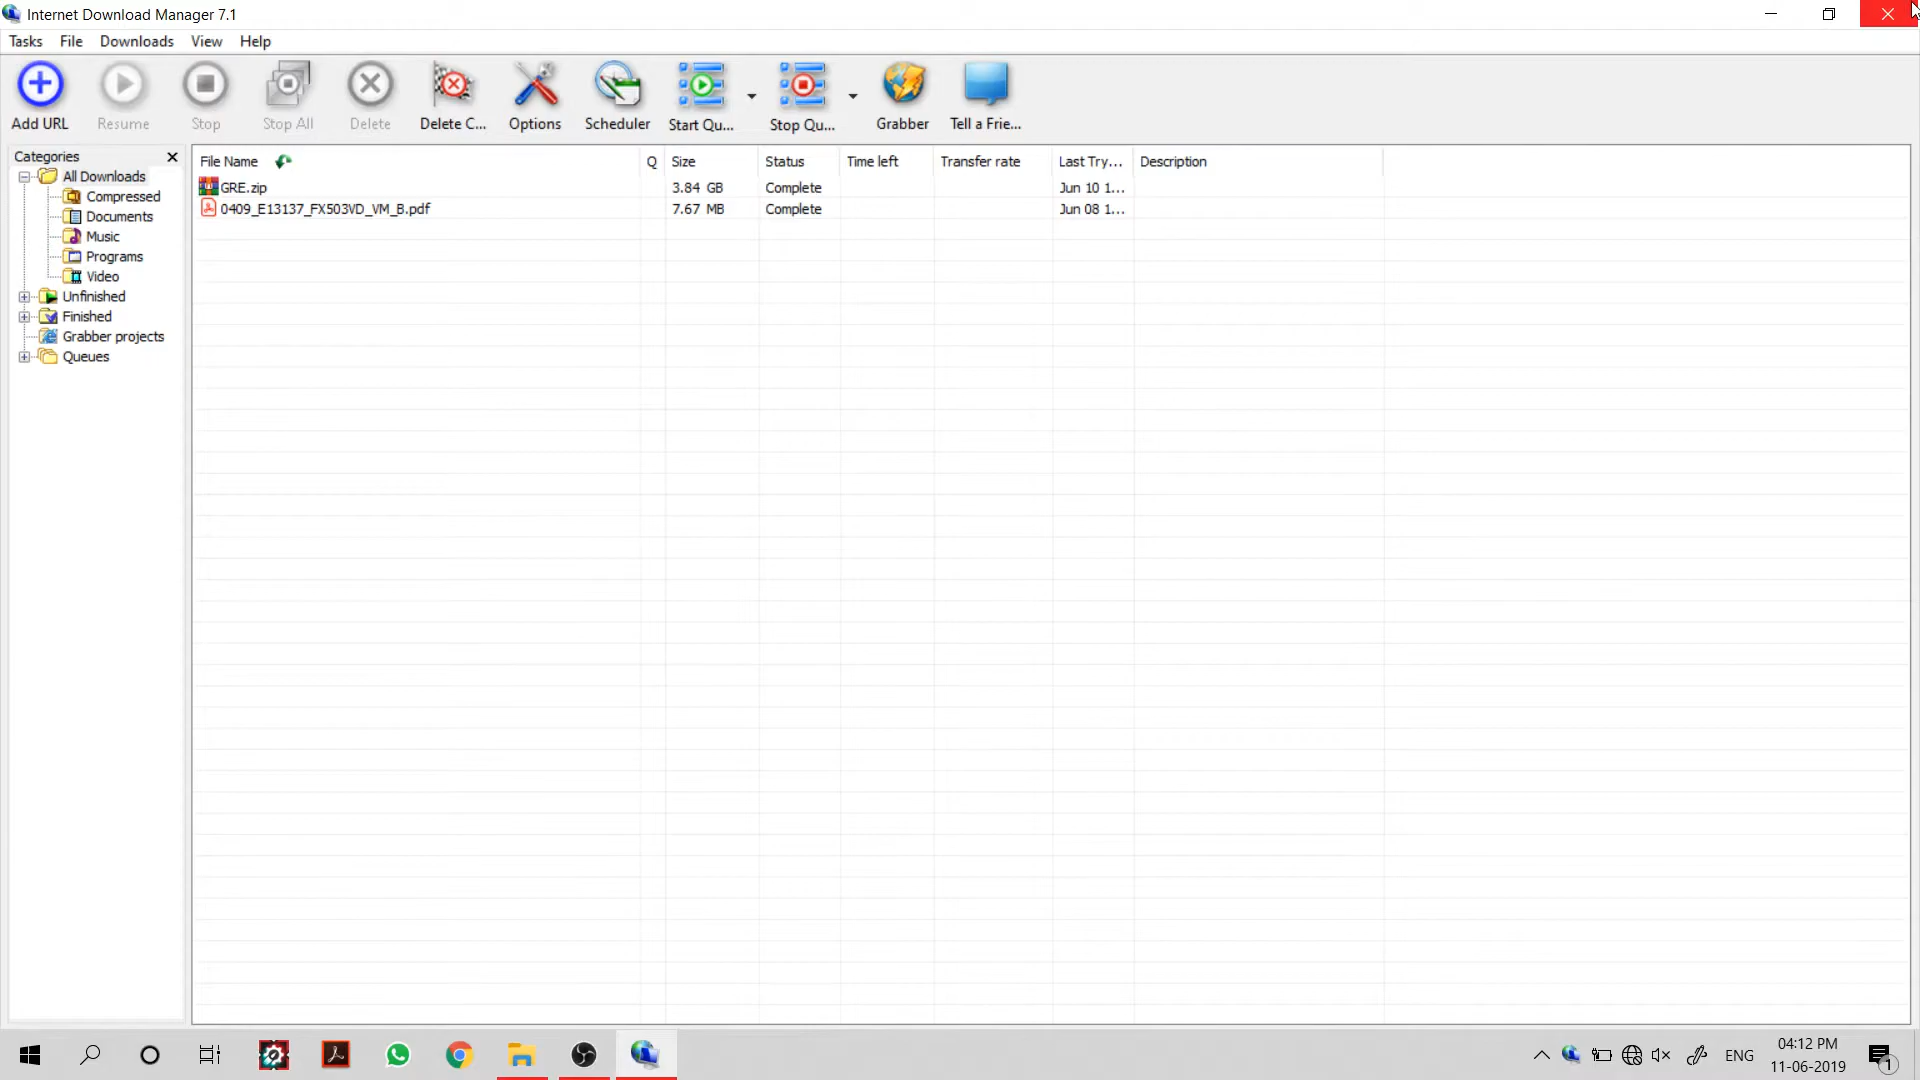 Internet Download Manager 7.1
Tasks File Downloads View Help
Add URL Resume Stop Stop All Delete Delete C... Options Scheduler Start Qu... Stop Qu... Grabber Tell a Frie...
Categories
All Downloads
Compressed
Documents
Music
Programs
Video
Unfinished
Finished
Grabber projects
Queues
File Name Q Size Status Time left Transfer rate Last Try... Description
GRE.zip 3.84 GB Complete Jun 10 1...
0409_E13137_FX503VD_VM_B.pdf 7.67 MB Complete Jun 08 1...
ENG
04:12 PM
11-06-2019
1